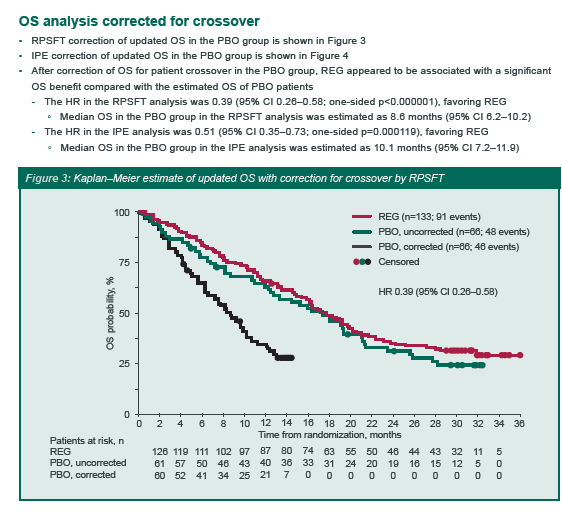 OS analysis corrected for crossover
- RPSFT correction of updated OS in the PBO group is shown in Figure 3
- IPE correction of updated OS in the PBO group is shown in Figure 4
- After correction of OS for patient crossover in the PBO group, REG appeared to be associated with a significant
OS benefit compared with the estimated OS of PBO patients
- The HR in the RPSFT analysis was 0.39 (95% CI 0.26–0.58; one-sided p<0.000001), favoring REG
◦ Median OS in the PBO group in the RPSFT analysis was estimated as 8.6 months (95% CI 6.2–10.2)
- The HR in the IPE analysis was 0.51 (95% CI 0.35–0.73; one-sided p=0.000119), favoring REG
◦ Median OS in the PBO group in the IPE analysis was estimated as 10.1 months (95% CI 7.2–11.9)
Figure 3: Kaplan–Meier estimate of updated OS with correction for crossover by RPSFT
OS probability, %
100
75
50
25
0
REG (n=133; 91 events)
PBO, uncorrected (n=66; 48 events)
PBO, corrected (n=66; 46 events)
Censored
HR 0.39 (95% CI 0.26–0.58)
0 2 4 6 8 10 12 14 16 18 20 22 24 26 28 30 32 34 36
Time from randomization, months
Patients at risk, n
REG 126 119 111 102 97 87 80 74 63 55 50 46 44 43 32 11 5
PBO, uncorrected 61 57 50 46 43 40 36 33 31 24 20 19 16 15 12 5 0
PBO, corrected 60 52 41 34 25 21 7 0 0 0 0 0 0 0 0 0 0